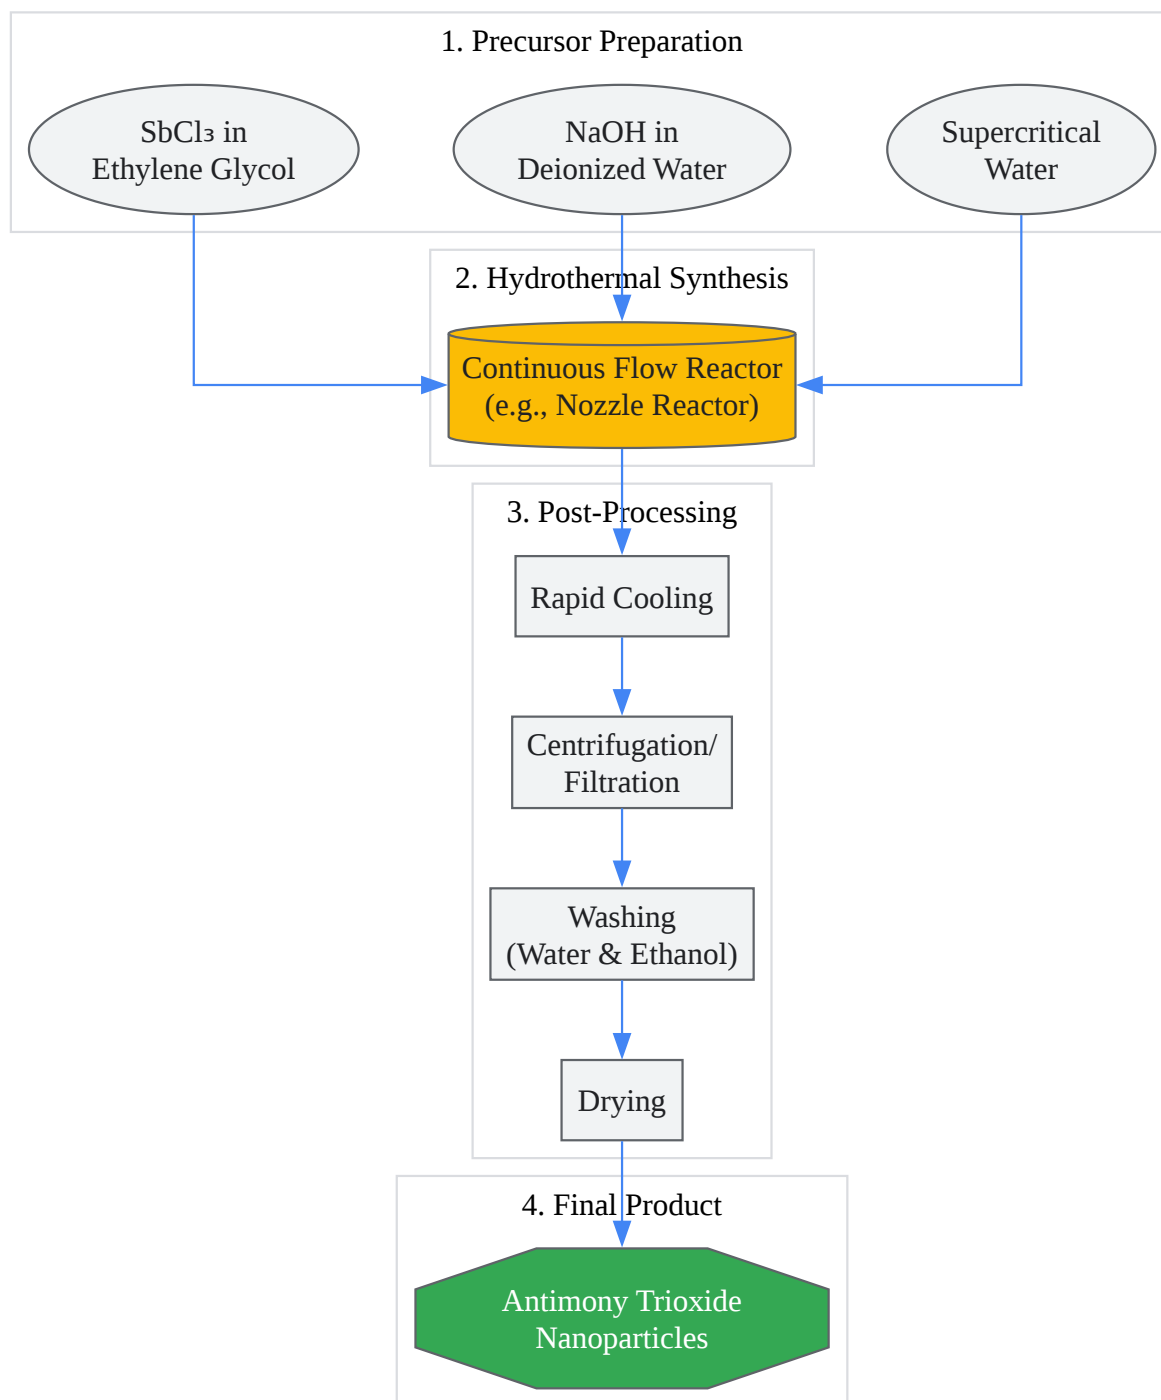 1. Precursor Preparation
SbCl₃ in
Ethylene Glycol
NaOH in
Deionized Water
Supercritical
Water
2. Hydrothermal Synthesis
Continuous Flow Reactor
(e.g., Nozzle Reactor)
3. Post-Processing
Rapid Cooling
Centrifugation/
Filtration
Washing
(Water & Ethanol)
Drying
4. Final Product
Antimony Trioxide
Nanoparticles